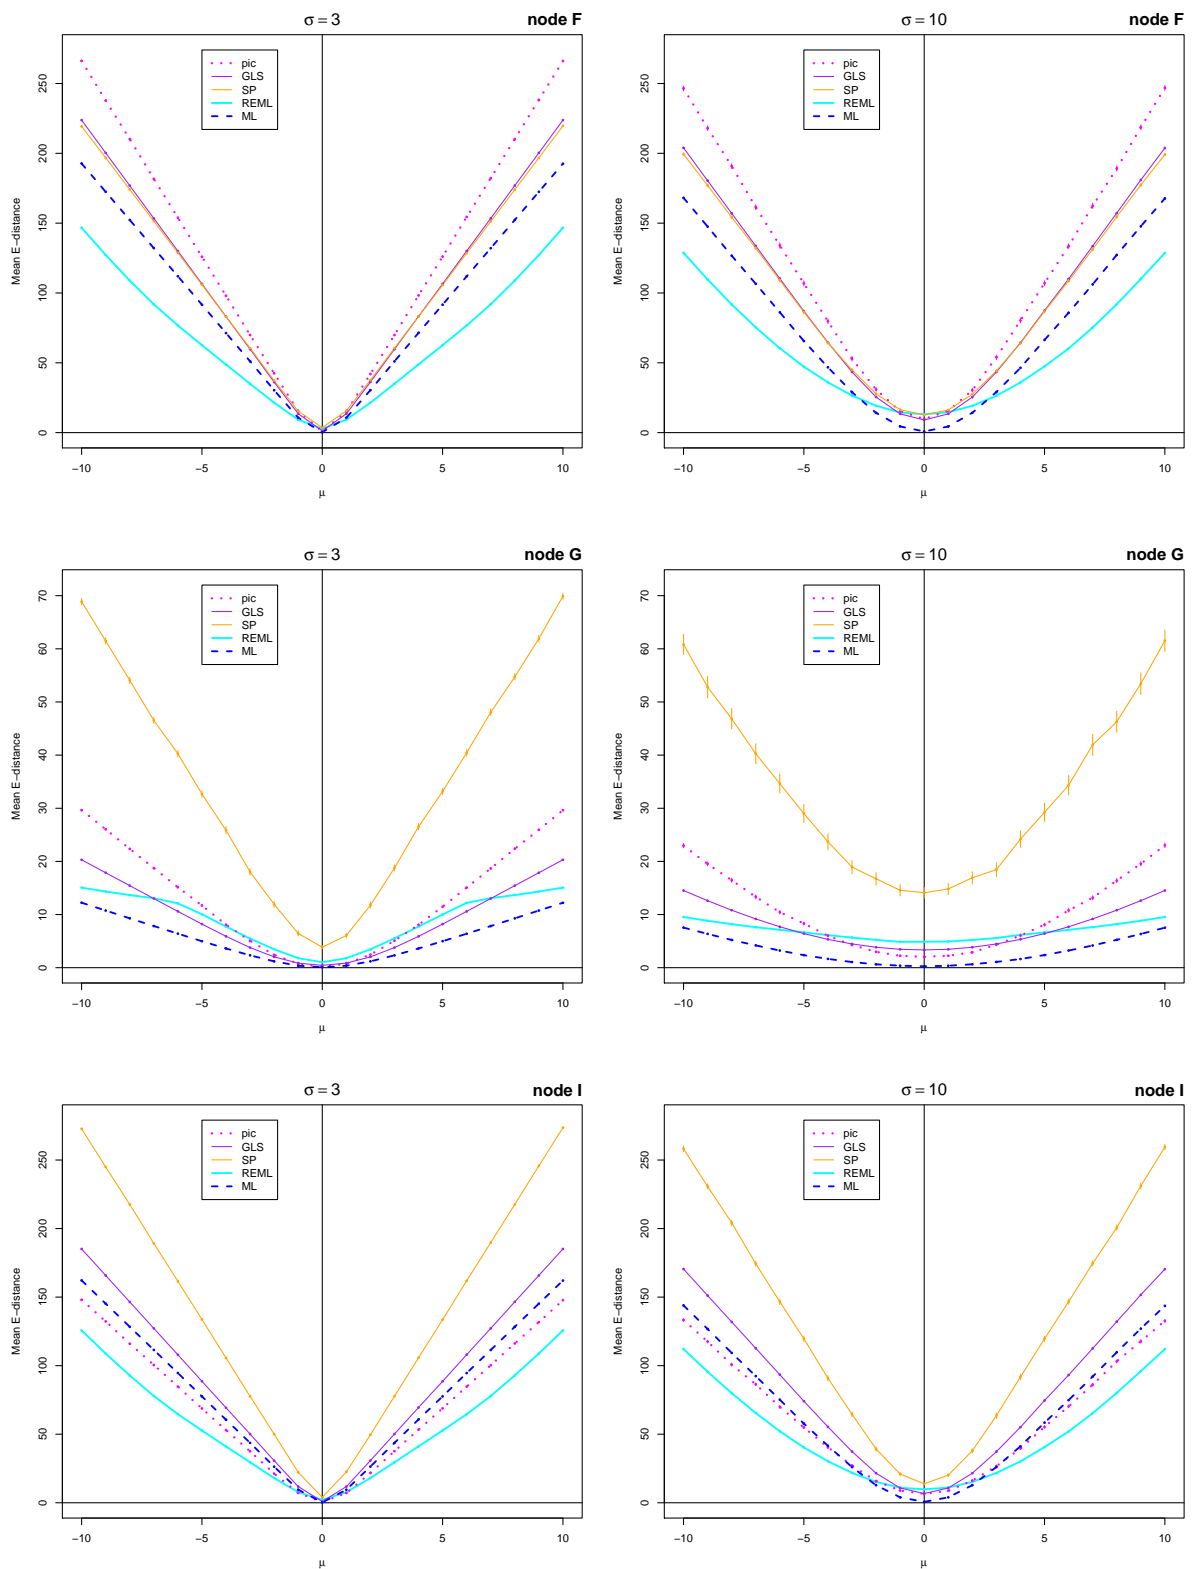 σ = 3
node F
pic
GLS
SP
REML
ML
Mean E−distance
0
50
100
150
200
250
−10
−5
0
5
10
μ
σ = 10
node F
pic
GLS
SP
REML
ML
Mean E−distance
0
50
100
150
200
250
−10
−5
0
5
10
μ
σ = 3
node G
pic
GLS
SP
REML
ML
Mean E−distance
0
10
20
30
40
50
60
70
−10
−5
0
5
10
μ
σ = 10
node G
pic
GLS
SP
REML
ML
Mean E−distance
0
10
20
30
40
50
60
70
−10
−5
0
5
10
μ
σ = 3
node I
pic
GLS
SP
REML
ML
Mean E−distance
0
50
100
150
200
250
−10
−5
0
5
10
μ
σ = 10
node I
pic
GLS
SP
REML
ML
Mean E−distance
0
50
100
150
200
250
−10
−5
0
5
10
μ